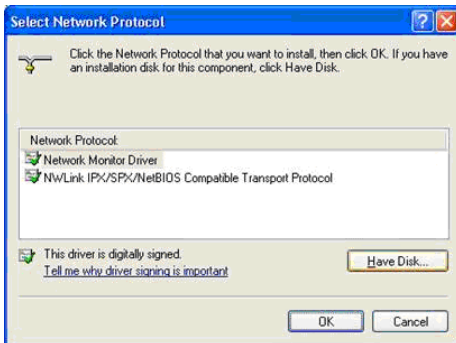 Select Network Protocol
Click the Network Protocol that you want to install, then click OK. If you have
an installation disk for this component, click Have Disk.
Network Protocol:
Network Monitor Driver
NWLink IPX/SPX/NetBIOS Compatible Transport Protocol
This driver is digitally signed.
Tell me why driver signing is important
Have Disk...
OK
Cancel